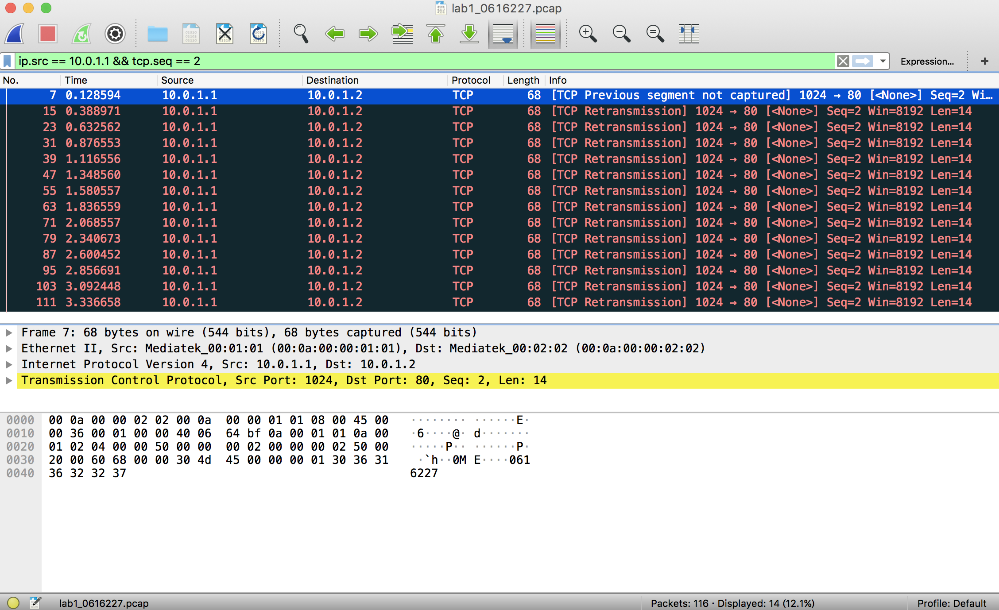 lab1_0616227.pcap
ip.src == 10.0.1.1 && tcp.seq == 2 Expression... +
No. Time Source Destination Protocol Length Info
7 0.128594 10.0.1.1 10.0.1.2 TCP 68 [TCP Previous segment not captured] 1024 → 80 [<None>] Seq=2 Wi…
15 0.388971 10.0.1.1 10.0.1.2 TCP 68 [TCP Retransmission] 1024 → 80 [<None>] Seq=2 Win=8192 Len=14
23 0.632562 10.0.1.1 10.0.1.2 TCP 68 [TCP Retransmission] 1024 → 80 [<None>] Seq=2 Win=8192 Len=14
31 0.876553 10.0.1.1 10.0.1.2 TCP 68 [TCP Retransmission] 1024 → 80 [<None>] Seq=2 Win=8192 Len=14
39 1.116556 10.0.1.1 10.0.1.2 TCP 68 [TCP Retransmission] 1024 → 80 [<None>] Seq=2 Win=8192 Len=14
47 1.348560 10.0.1.1 10.0.1.2 TCP 68 [TCP Retransmission] 1024 → 80 [<None>] Seq=2 Win=8192 Len=14
55 1.580557 10.0.1.1 10.0.1.2 TCP 68 [TCP Retransmission] 1024 → 80 [<None>] Seq=2 Win=8192 Len=14
63 1.836559 10.0.1.1 10.0.1.2 TCP 68 [TCP Retransmission] 1024 → 80 [<None>] Seq=2 Win=8192 Len=14
71 2.068557 10.0.1.1 10.0.1.2 TCP 68 [TCP Retransmission] 1024 → 80 [<None>] Seq=2 Win=8192 Len=14
79 2.340673 10.0.1.1 10.0.1.2 TCP 68 [TCP Retransmission] 1024 → 80 [<None>] Seq=2 Win=8192 Len=14
87 2.600452 10.0.1.1 10.0.1.2 TCP 68 [TCP Retransmission] 1024 → 80 [<None>] Seq=2 Win=8192 Len=14
95 2.856691 10.0.1.1 10.0.1.2 TCP 68 [TCP Retransmission] 1024 → 80 [<None>] Seq=2 Win=8192 Len=14
103 3.092448 10.0.1.1 10.0.1.2 TCP 68 [TCP Retransmission] 1024 → 80 [<None>] Seq=2 Win=8192 Len=14
111 3.336658 10.0.1.1 10.0.1.2 TCP 68 [TCP Retransmission] 1024 → 80 [<None>] Seq=2 Win=8192 Len=14
Frame 7: 68 bytes on wire (544 bits), 68 bytes captured (544 bits)
Ethernet II, Src: Mediatek_00:01:01 (00:0a:00:00:01:01), Dst: Mediatek_00:02:02 (00:0a:00:00:02:02)
Internet Protocol Version 4, Src: 10.0.1.1, Dst: 10.0.1.2
Transmission Control Protocol, Src Port: 1024, Dst Port: 80, Seq: 2, Len: 14
0000 00 0a 00 00 02 02 00 0a 00 00 01 01 08 00 45 00 ········ ······E·
0010 00 36 00 01 00 00 40 06 64 bf 0a 00 01 01 0a 00 ·6····@· d·······
0020 01 02 04 00 00 50 00 00 00 02 00 00 00 02 50 00 ·····P·· ······P·
0030 20 00 60 68 00 00 30 4d 45 00 00 00 01 30 36 31 ·`h··0M E····061
0040 36 32 32 37 6227
lab1_0616227.pcap Packets: 116 · Displayed: 14 (12.1%) Profile: Default